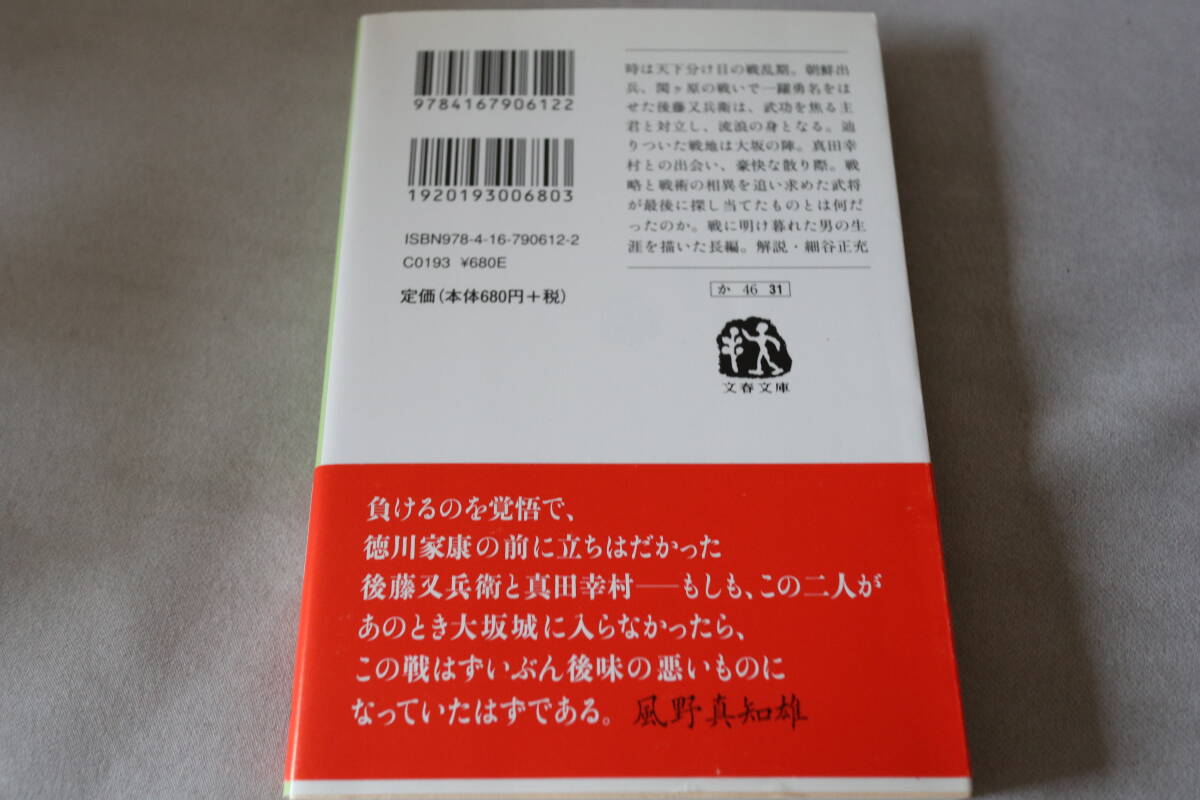 9784167906122
1920193006803
ISBN978-4-16-790612-2
C0193 ¥680E
定価(本体680円+税)
時は天下分け目の戦乱期。朝鮮出
兵、関ヶ原の戦いで一躍勇名をは
せた後藤又兵衛は、武功を焦る主
君と対立し、流浪の身となる。辿
りついた戦地は大坂の陣。真田幸
村との出会い、豪快な散り際。戦
略と戦術の相異を追い求めた武将
が最後に探し当てたものとは何だ
ったのか。戦に明け暮れた男の生
涯を描いた長編。解説・細谷正充
か 46 31
文春文庫
負けるのを覚悟で、
徳川家康の前に立ちはだかった
後藤又兵衛と真田幸村──もしも、この二人が
あのとき大坂城に入らなかったら、
この戦はずいぶん後味の悪いものに
なっていたはずである。 風野真知雄